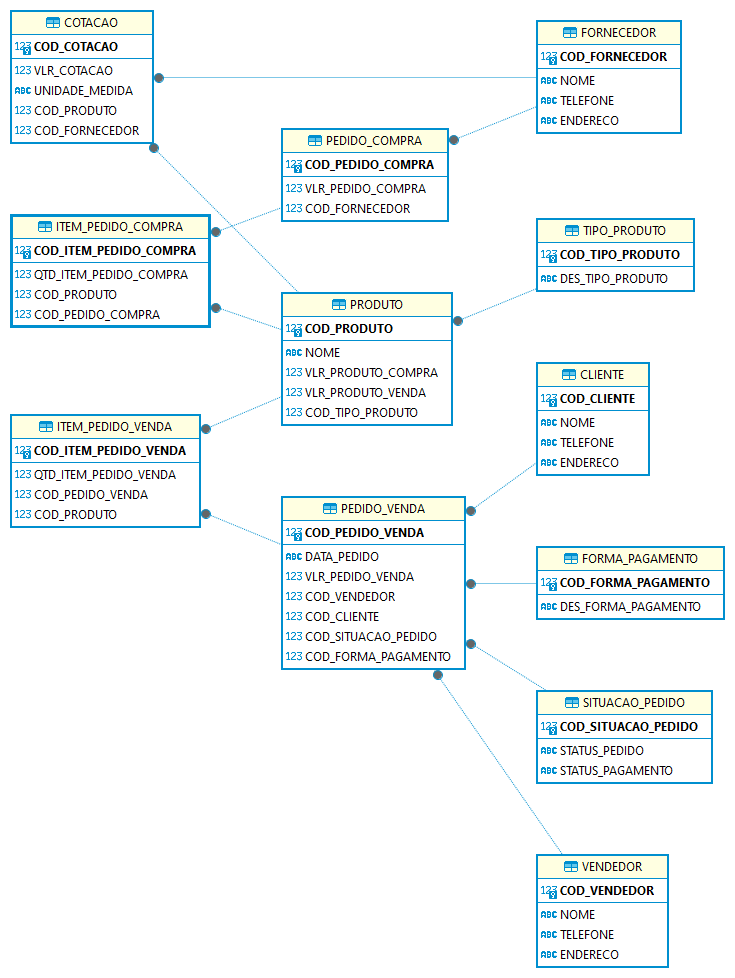 COTACAO
123 COD_COTACAO
123 VLR_COTACAO
ABC UNIDADE_MEDIDA
123 COD_PRODUTO
123 COD_FORNECEDOR
FORNECEDOR
123 COD_FORNECEDOR
ABC NOME
ABC TELEFONE
ABC ENDERECO
PEDIDO_COMPRA
123 COD_PEDIDO_COMPRA
123 VLR_PEDIDO_COMPRA
123 COD_FORNECEDOR
ITEM_PEDIDO_COMPRA
123 COD_ITEM_PEDIDO_COMPRA
123 QTD_ITEM_PEDIDO_COMPRA
123 COD_PRODUTO
123 COD_PEDIDO_COMPRA
TIPO_PRODUTO
123 COD_TIPO_PRODUTO
ABC DES_TIPO_PRODUTO
PRODUTO
123 COD_PRODUTO
ABC NOME
123 VLR_PRODUTO_COMPRA
123 VLR_PRODUTO_VENDA
123 COD_TIPO_PRODUTO
CLIENTE
123 COD_CLIENTE
ABC NOME
ABC TELEFONE
ABC ENDERECO
ITEM_PEDIDO_VENDA
123 COD_ITEM_PEDIDO_VENDA
123 QTD_ITEM_PEDIDO_VENDA
123 COD_PEDIDO_VENDA
123 COD_PRODUTO
PEDIDO_VENDA
123 COD_PEDIDO_VENDA
ABC DATA_PEDIDO
123 VLR_PEDIDO_VENDA
123 COD_VENDEDOR
123 COD_CLIENTE
123 COD_SITUACAO_PEDIDO
123 COD_FORMA_PAGAMENTO
FORMA_PAGAMENTO
123 COD_FORMA_PAGAMENTO
ABC DES_FORMA_PAGAMENTO
SITUACAO_PEDIDO
123 COD_SITUACAO_PEDIDO
ABC STATUS_PEDIDO
ABC STATUS_PAGAMENTO
VENDEDOR
123 COD_VENDEDOR
ABC NOME
ABC TELEFONE
ABC ENDERECO